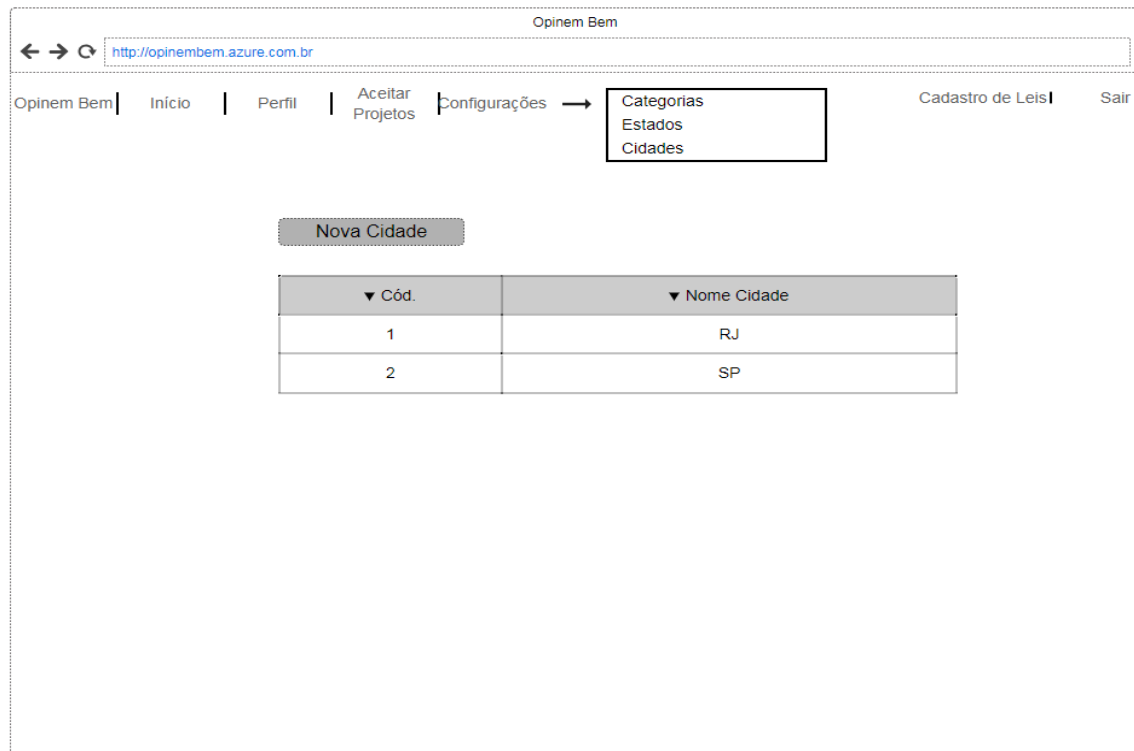 Opinem Bem
http://opinembem.azure.com.br
Opinem Bem
Início
Perfil
Aceitar
Projetos
Configurações
Categorias
Estados
Cidades
Cadastro de Leis
Sair
Nova Cidade
Cód. Nome Cidade
1 RJ
2 SP